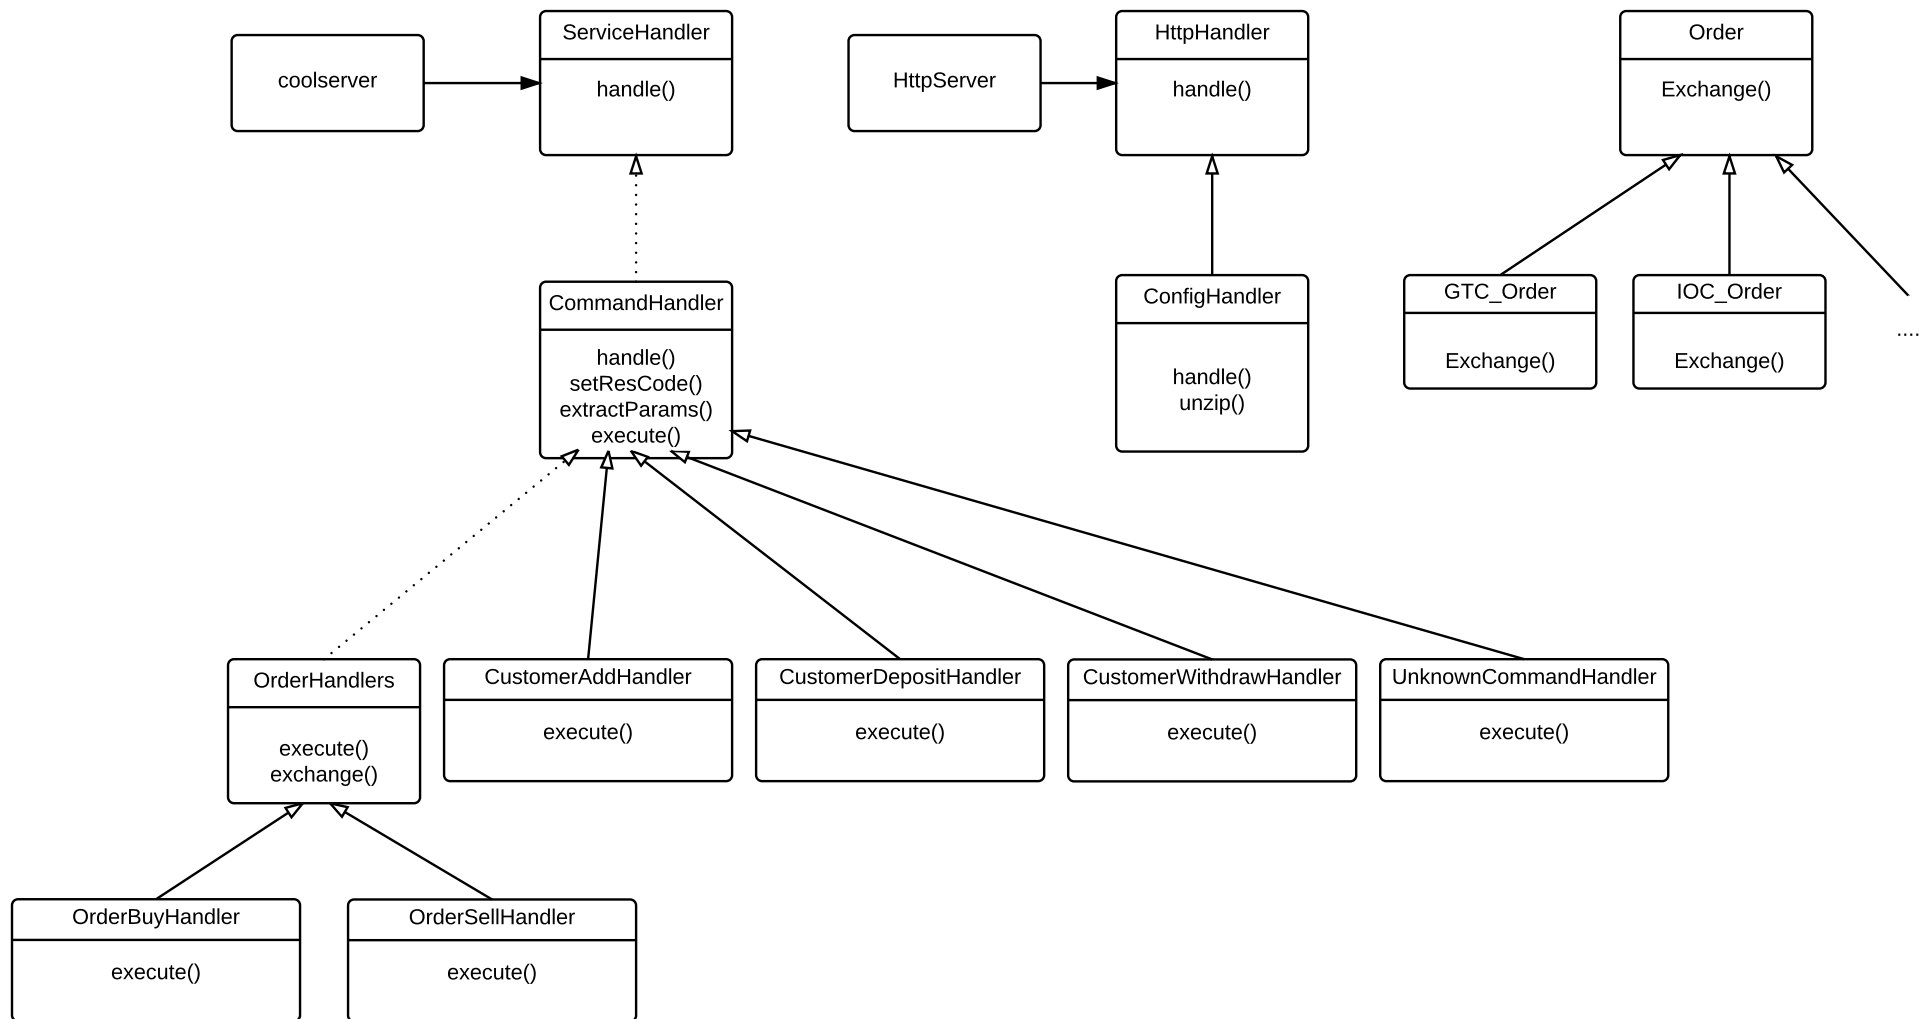 ServiceHandler
handle()
coolserver
HttpHandler
handle()
HttpServer
Order
Exchange()
CommandHandler
handle()
setResCode()
extractParams()
execute()
ConfigHandler
handle()
unzip()
GTC_Order
Exchange()
IOC_Order
Exchange()
....
OrderHandlers
execute()
exchange()
CustomerAddHandler
execute()
CustomerDepositHandler
execute()
CustomerWithdrawHandler
execute()
UnknownCommandHandler
execute()
OrderBuyHandler
execute()
OrderSellHandler
execute()